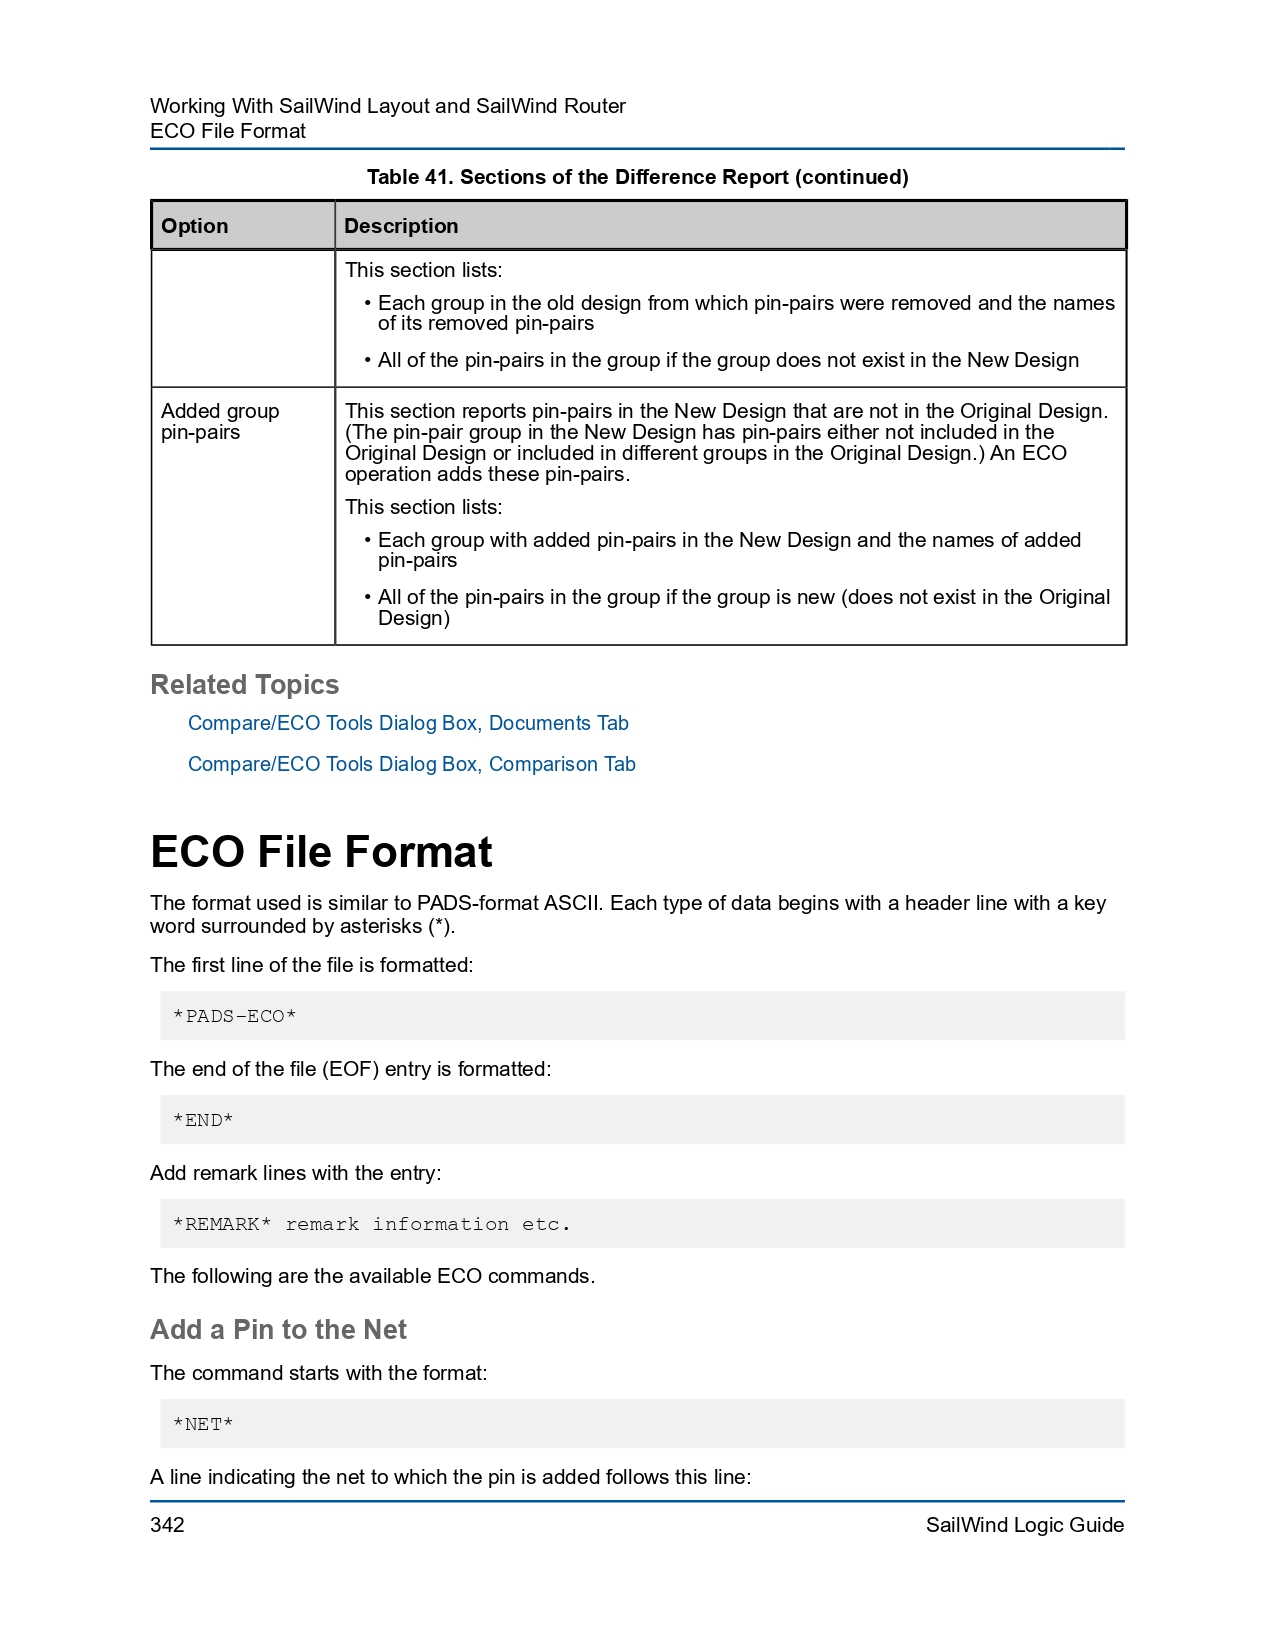 Working With SailWind Layout and SailWind Router
ECO File Format
Table 41. Sections of the Difference Report (continued)
Option
Description
This section lists:
• Each group in the old design from which pin-pairs were removed and the names
of its removed pin-pairs
• All of the pin-pairs in the group if the group does not exist in the New Design
Added group
pin-pairs
This section reports pin-pairs in the New Design that are not in the Original Design.
(The pin-pair group in the New Design has pin-pairs either not included in the
Original Design or included in different groups in the Original Design.) An ECO
operation adds these pin-pairs.
This section lists:
• Each group with added pin-pairs in the New Design and the names of added
pin-pairs
• All of the pin-pairs in the group if the group is new (does not exist in the Original
Design)
Related Topics
Compare/ECO Tools Dialog Box, Documents Tab
Compare/ECO Tools Dialog Box, Comparison Tab
ECO File Format
The format used is similar to PADS-format ASCII. Each type of data begins with a header line with a key
word surrounded by asterisks (*).
The first line of the file is formatted:
*PADS-ECO*
The end of the file (EOF) entry is formatted:
*END*
Add remark lines with the entry:
*REMARK* remark information etc.
The following are the available ECO commands.
Add a Pin to the Net
The command starts with the format:
*NET*
A line indicating the net to which the pin is added follows this line:
342
SailWind Logic Guide